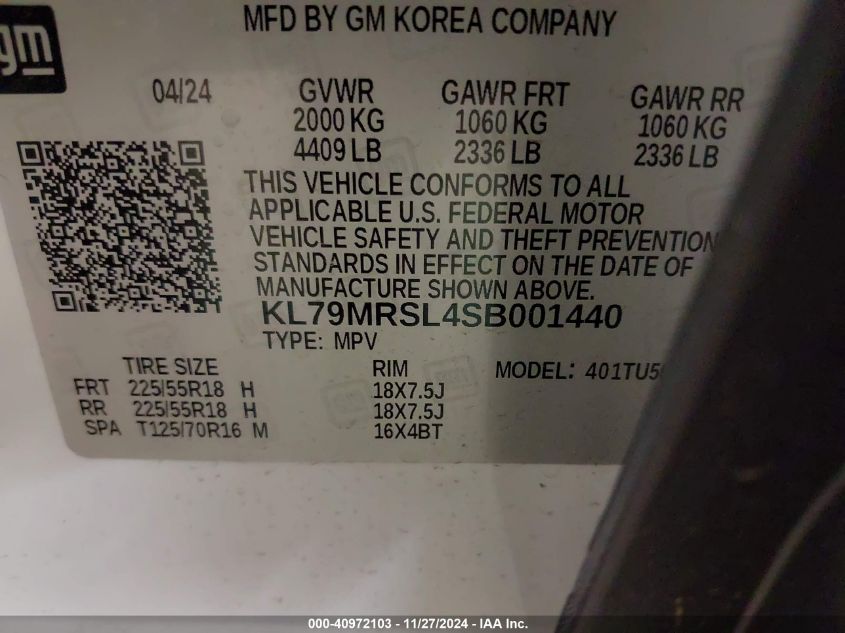 gm
MFD BY GM KOREA COMPANY
04/24 GVWR GAWR FRT GAWR RR
2000 KG 1060 KG 1060 KG
4409 LB 2336 LB 2336 LB
THIS VEHICLE CONFORMS TO ALL
APPLICABLE U.S. FEDERAL MOTOR
VEHICLE SAFETY AND THEFT PREVENTION
STANDARDS IN EFFECT ON THE DATE OF
MANUFACTURE SHOWN ABOVE.
KL79MRSL4SB001440
TYPE: MPV
TIRE SIZE RIM MODEL:
FRT 225/55R18 H 18X7.5J
RR 225/55R18 H 18X7.5J
SPA T125/70R16 M 16X4BT
000-40972103 - 11/27/2024 - IAA Inc.